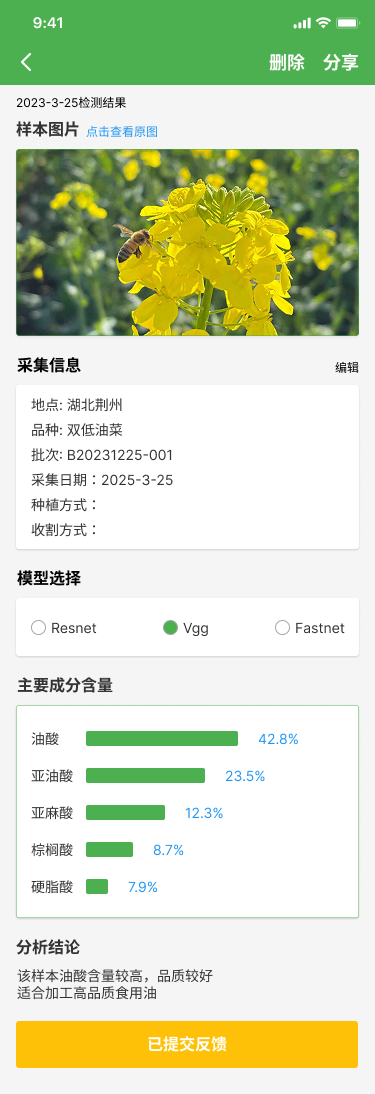 9:41
删除 分享
2023-3-25检测结果
样本图片 点击查看原图
采集信息 编辑
地点: 湖北荆州
品种: 双低油菜
批次: B20231225-001
采集日期：2025-3-25
种植方式：
收割方式：
模型选择
Resnet Vgg Fastnet
主要成分含量
油酸 42.8%
亚油酸 23.5%
亚麻酸 12.3%
棕榈酸 8.7%
硬脂酸 7.9%
分析结论
该样本油酸含量较高，品质较好
适合加工高品质食用油
已提交反馈